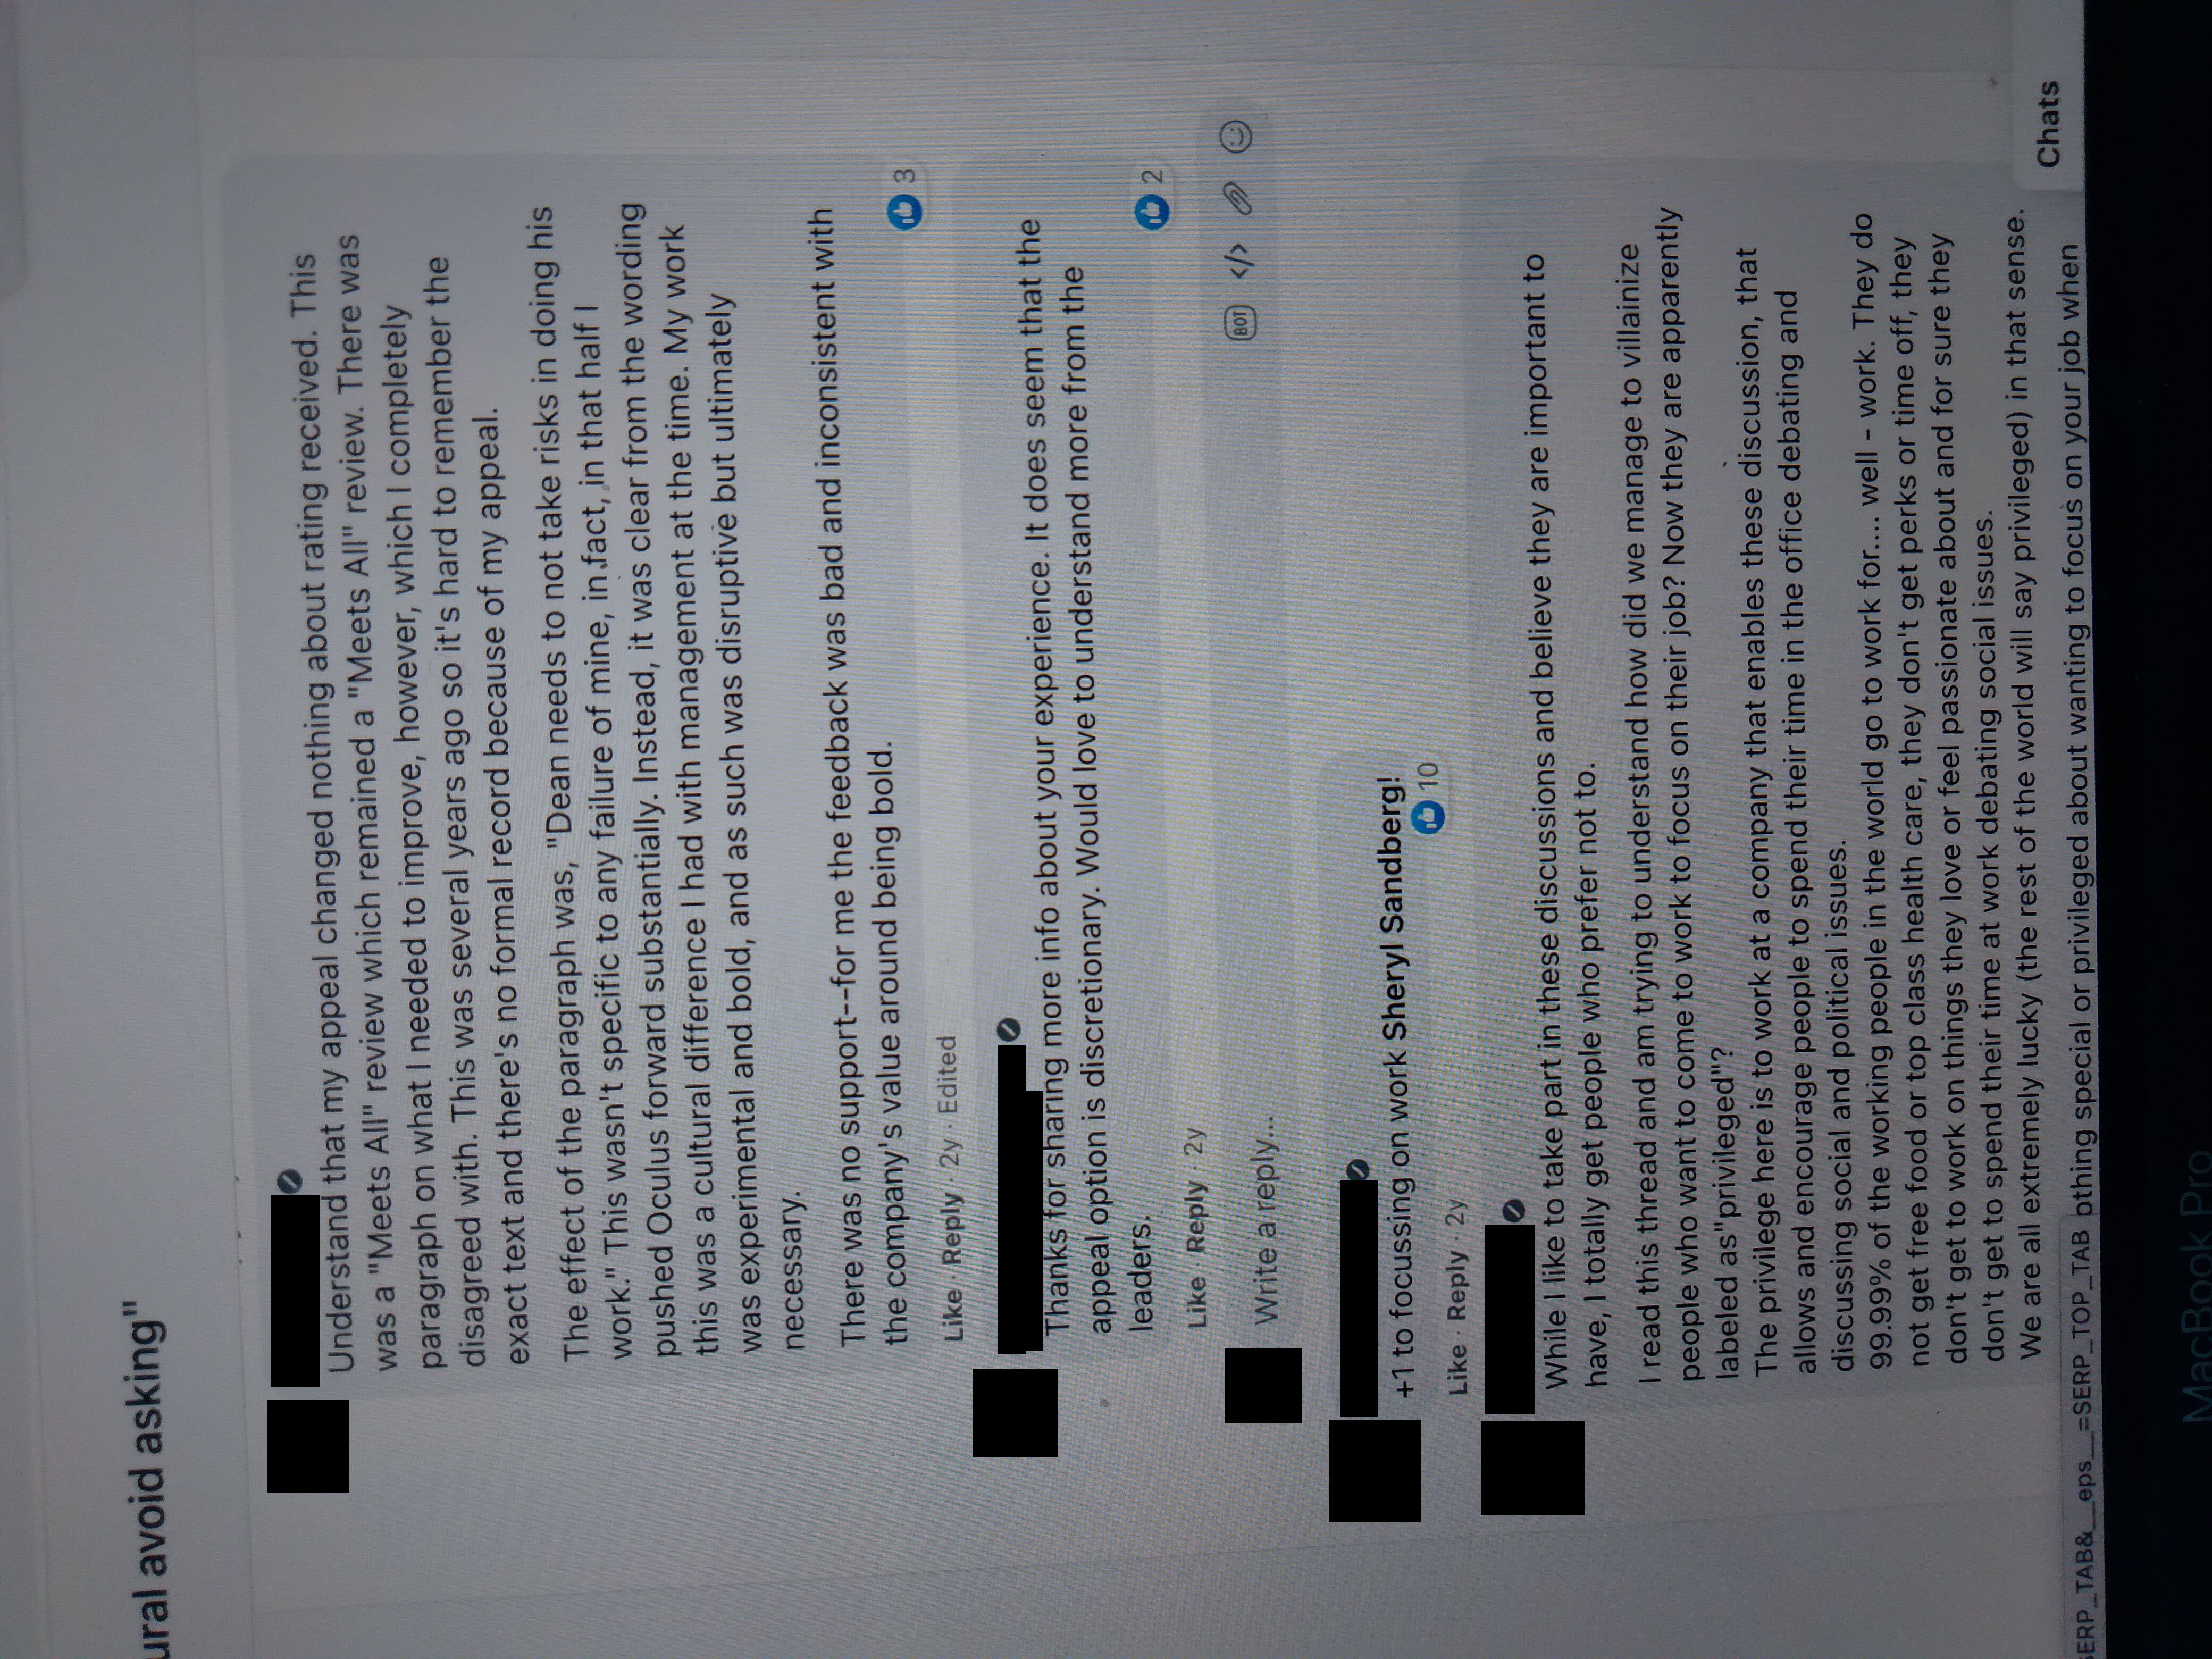 ural avoid asking"
Understand that my appeal changed nothing about rating received. This
was a "Meets All" review which remained a "Meets All" review. There was
paragraph on what I needed to improve, however, which I completely
disagreed with. This was several years ago so it's hard to remember the
exact text and there's no formal record because of my appeal.
The effect of the paragraph was, "Dean needs to not take risks in doing his
work." This wasn't specific to any failure of mine, in fact, in that half I
pushed Oculus forward substantially. Instead, it was clear from the wording
this was a cultural difference I had with management at the time. My work
was experimental and bold, and as such was disruptive but ultimately
necessary.
There was no support--for me the feedback was bad and inconsistent with
the company's value around being bold.
3
Like · Reply · 2y · Edited
Thanks for sharing more info about your experience. It does seem that the
appeal option is discretionary. Would love to understand more from the
leaders.
2
Like · Reply · 2y
Write a reply...
BOT </>
+1 to focussing on work Sheryl Sandberg!
10
Like · Reply · 2y
While I like to take part in these discussions and believe they are important to
have, I totally get people who prefer not to.
I read this thread and am trying to understand how did we manage to villainize
people who want to come to work to focus on their job? Now they are apparently
labeled as"privileged"?
The privilege here is to work at a company that enables these discussion, that
allows and encourage people to spend their time in the office debating and
discussing social and political issues.
99.99% of the working people in the world go to work for.... well - work. They do
not get free food or top class health care, they don't get perks or time off, they
don't get to work on things they love or feel passionate about and for sure they
don't get to spend their time at work debating social issues.
We are all extremely lucky (the rest of the world will say privileged) in that sense.
othing special or privileged about wanting to focus on your job when
SERP_TAB&__eps__=SERP_TOP_TAB
Chats
MacBook Pro